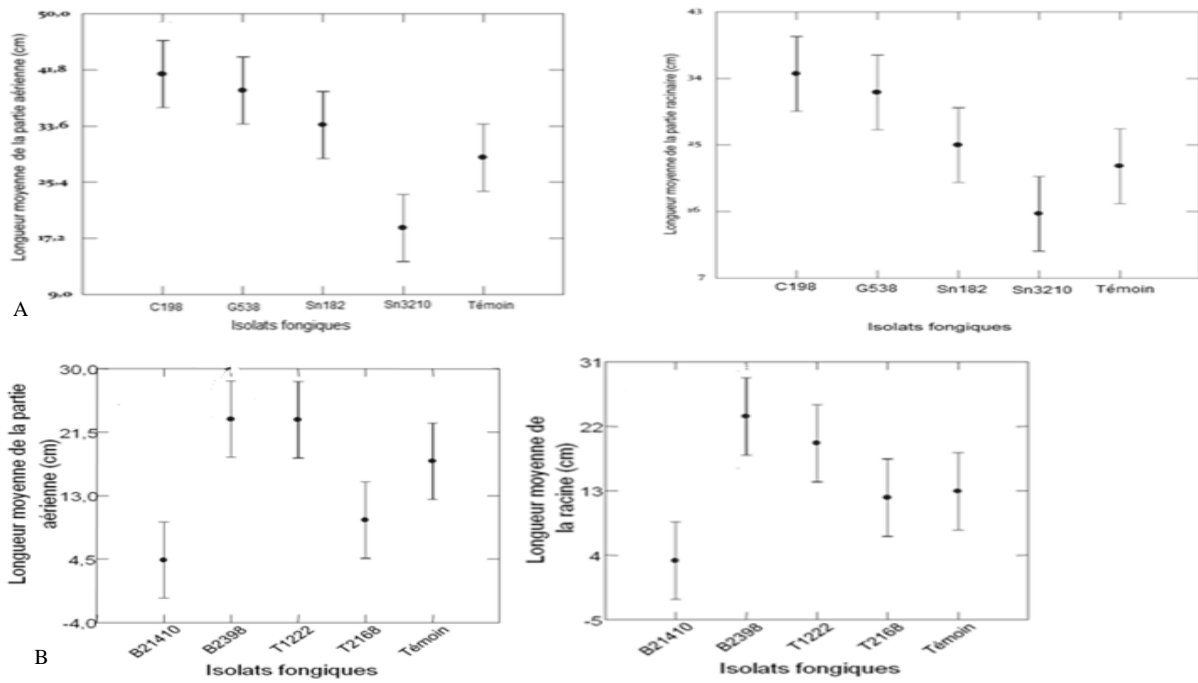 Longueur moyenne de la partie aérienne (cm)
50.0
41.8
33.6
25.4
17.2
9.0
C198 G538 Sn182 Sn3210 Témoin
Isolats fongiques
Longueur moyenne de la partie racinaire (cm)
43
34
25
16
7
C198 G538 Sn182 Sn3210 Témoin
Isolats fongiques
A
Longueur moyenne de la partie
aérienne (cm)
30,0
21,5
13,0
4,5
-4,0
B21410 B2398 T1222 T2168 Témoin
Isolats fongiques
Longueur moyenne de
la racine (cm)
31
22
13
4
-5
B21410 B2398 T1222 T2168 Témoin
Isolats fongiques
B